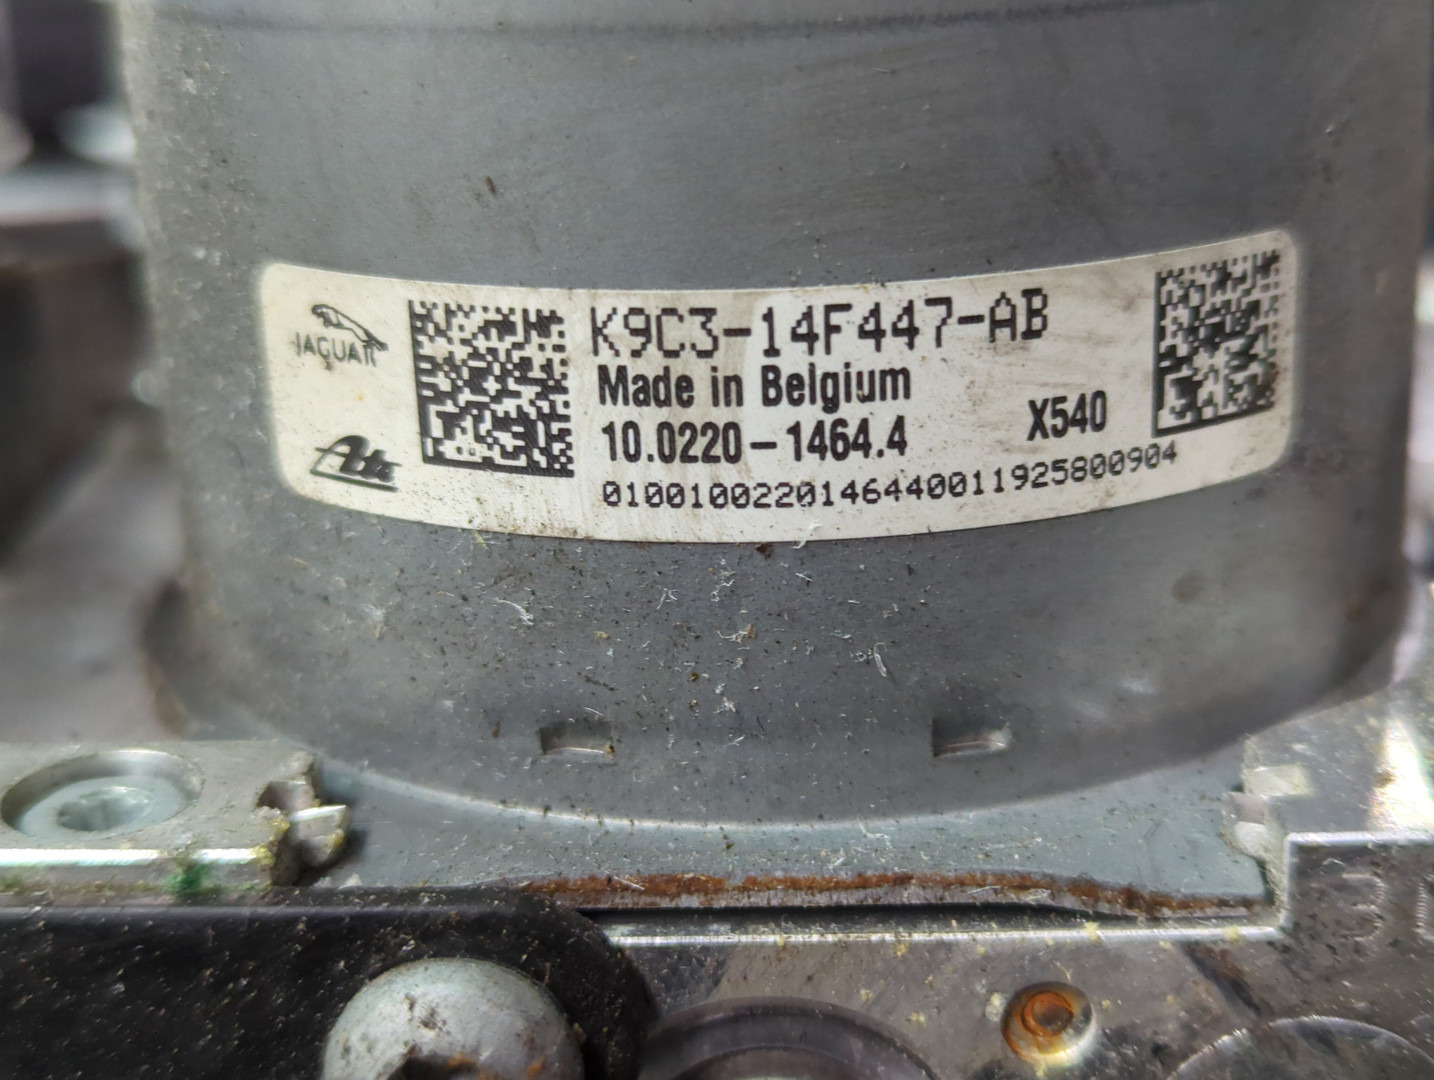 JAGUAR
K9C3-14F447-AB
Made in Belgium
Ate
10.0220-1464.4 X540
0100100220146440011925800904